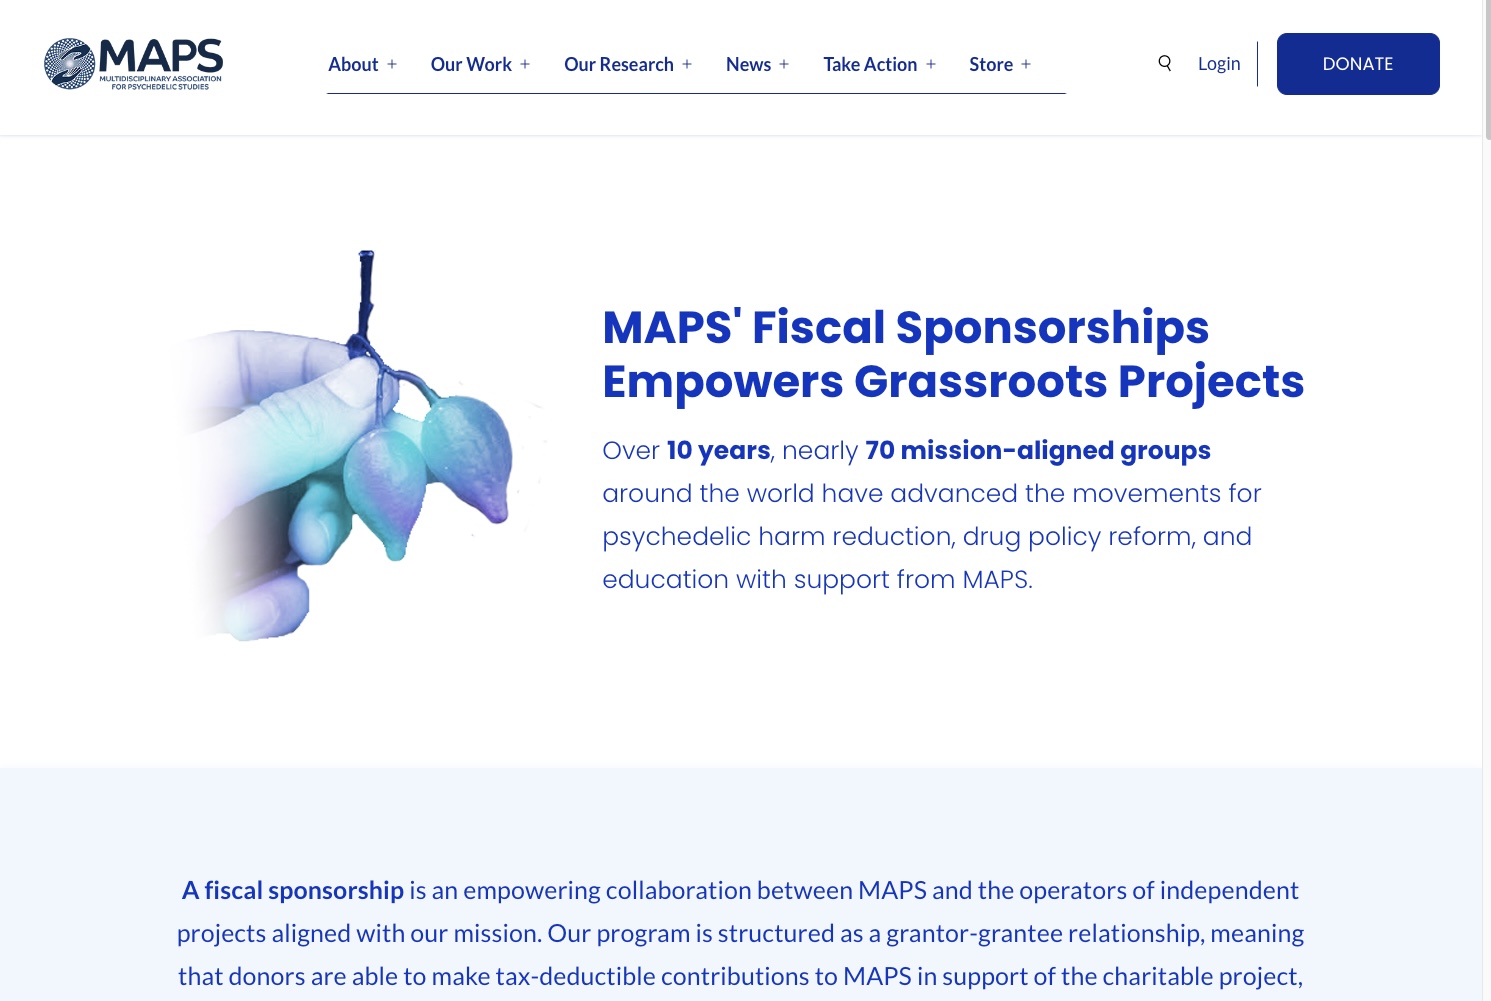 MAPS
MULTIDISCIPLINARY ASSOCIATION
FOR PSYCHEDELIC STUDIES
About +
Our Work +
Our Research +
News +
Take Action +
Store +
Login
DONATE
MAPS' Fiscal Sponsorships
Empowers Grassroots Projects
Over 10 years, nearly 70 mission-aligned groups
around the world have advanced the movements for
psychedelic harm reduction, drug policy reform, and
education with support from MAPS.
A fiscal sponsorship is an empowering collaboration between MAPS and the operators of independent
projects aligned with our mission. Our program is structured as a grantor-grantee relationship, meaning
that donors are able to make tax-deductible contributions to MAPS in support of the charitable project,